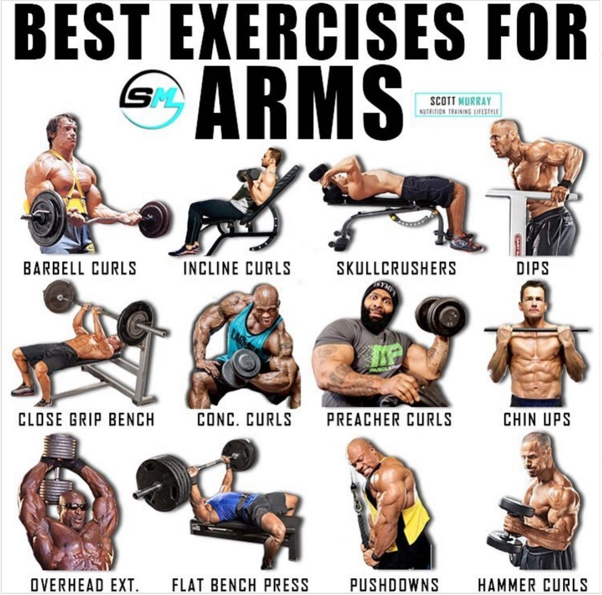 BEST EXERCISES FOR
SM ARMS
SCOTT MURRAY
NUTRITION TRAINING LIFESTYLE
BARBELL CURLS
INCLINE CURLS
SKULLCRUSHERS
DIPS
CLOSE GRIP BENCH
CONC. CURLS
PREACHER CURLS
CHIN UPS
OVERHEAD EXT.
FLAT BENCH PRESS
PUSHDOWNS
HAMMER CURLS